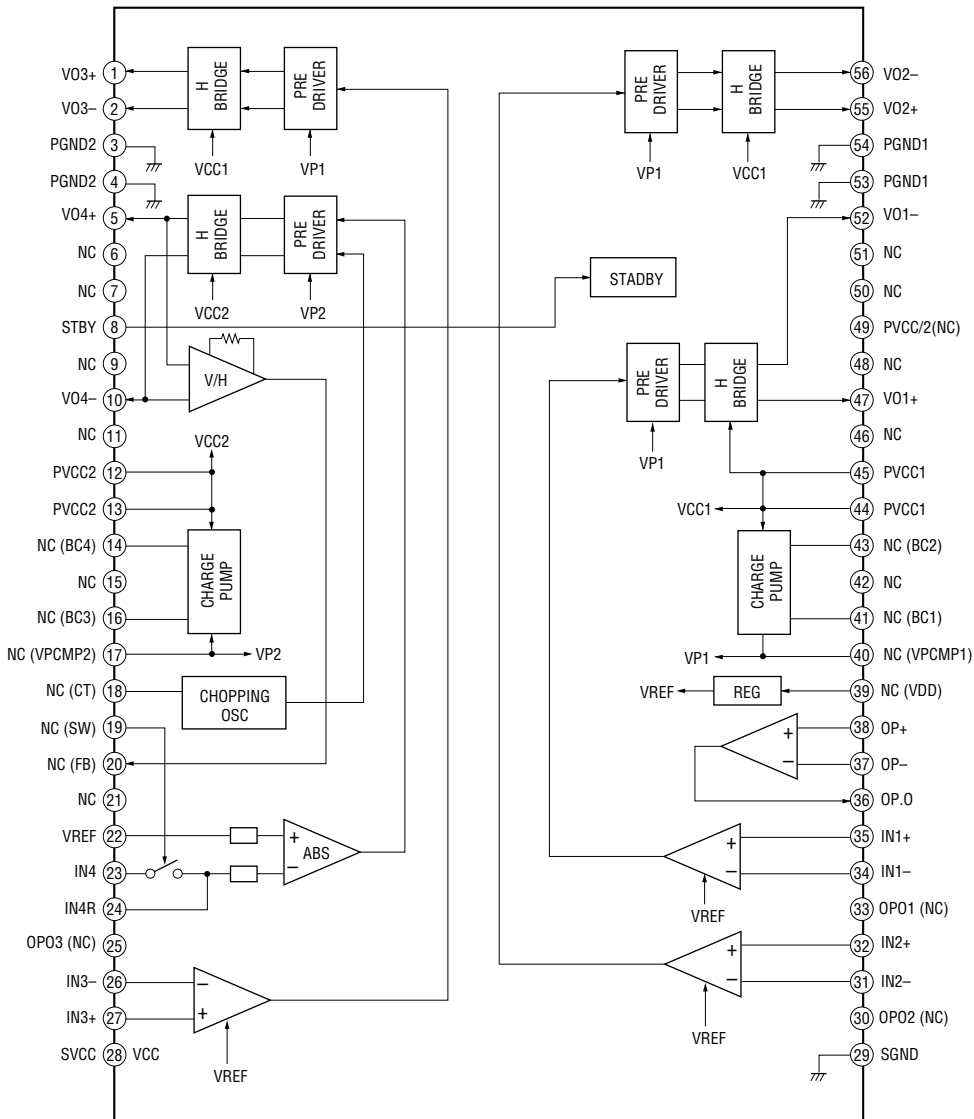 VO3+ 1
VO3– 2
PGND2 3
PGND2 4
VO4+ 5
NC 6
NC 7
STBY 8
NC 9
VO4– 10
NC 11
PVCC2 12
PVCC2 13
NC (BC4) 14
NC 15
NC (BC3) 16
NC (VPCMP2) 17
NC (CT) 18
NC (SW) 19
NC (FB) 20
NC 21
VREF 22
IN4 23
IN4R 24
OPO3 (NC) 25
IN3– 26
IN3+ 27
SVCC 28 VCC
H BRIDGE
PRE DRIVER
VCC1
VP1
H BRIDGE
PRE DRIVER
VCC2
VP2
V/H
VCC2
CHARGE PUMP
VP2
CHOPPING
OSC
+
–
ABS
–
+
VREF
STADBY
PRE DRIVER
H BRIDGE
VP1
VCC1
PRE DRIVER
H BRIDGE
VP1
VCC1
CHARGE PUMP
VP1
VREF
REG
+
–
+
–
VREF
+
–
VREF
56 VO2–
55 VO2+
54 PGND1
53 PGND1
52 VO1–
51 NC
50 NC
49 PVCC/2(NC)
48 NC
47 VO1+
46 NC
45 PVCC1
44 PVCC1
43 NC (BC2)
42 NC
41 NC (BC1)
40 NC (VPCMP1)
39 NC (VDD)
38 OP+
37 OP–
36 OP.O
35 IN1+
34 IN1–
33 OPO1 (NC)
32 IN2+
31 IN2–
30 OPO2 (NC)
29 SGND